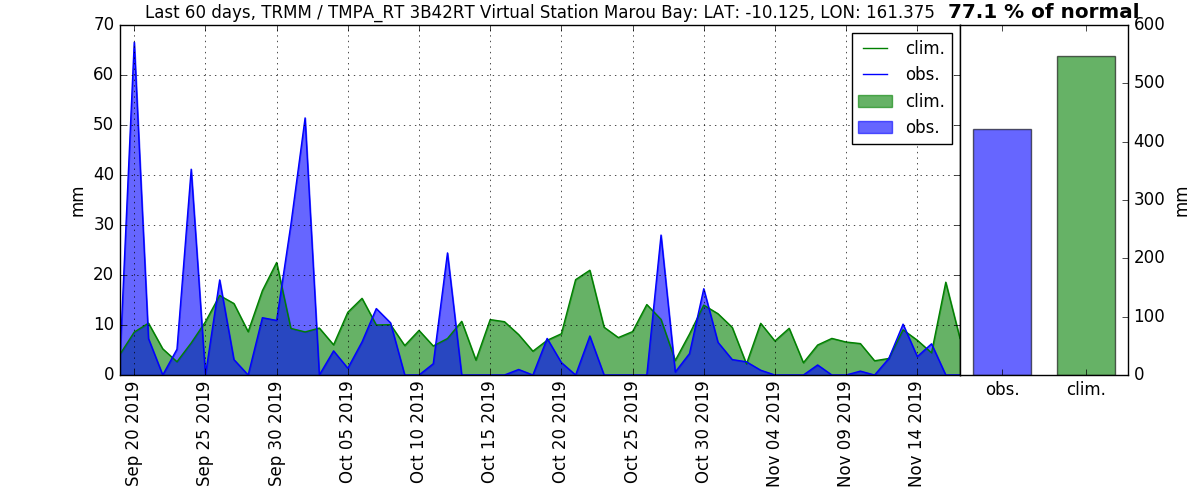 Last 60 days, TRMM / TMPA_RT 3B42RT Virtual Station Marou Bay: LAT: -10.125, LON: 161.375 77.1 % of normal
70
60
50
40
30
20
10
0
mm
clim.
obs.
clim.
obs.
Sep 20 2019
Sep 25 2019
Sep 30 2019
Oct 05 2019
Oct 10 2019
Oct 15 2019
Oct 20 2019
Oct 25 2019
Oct 30 2019
Nov 04 2019
Nov 09 2019
Nov 14 2019
600
500
400
300
200
100
0
mm
obs.
clim.